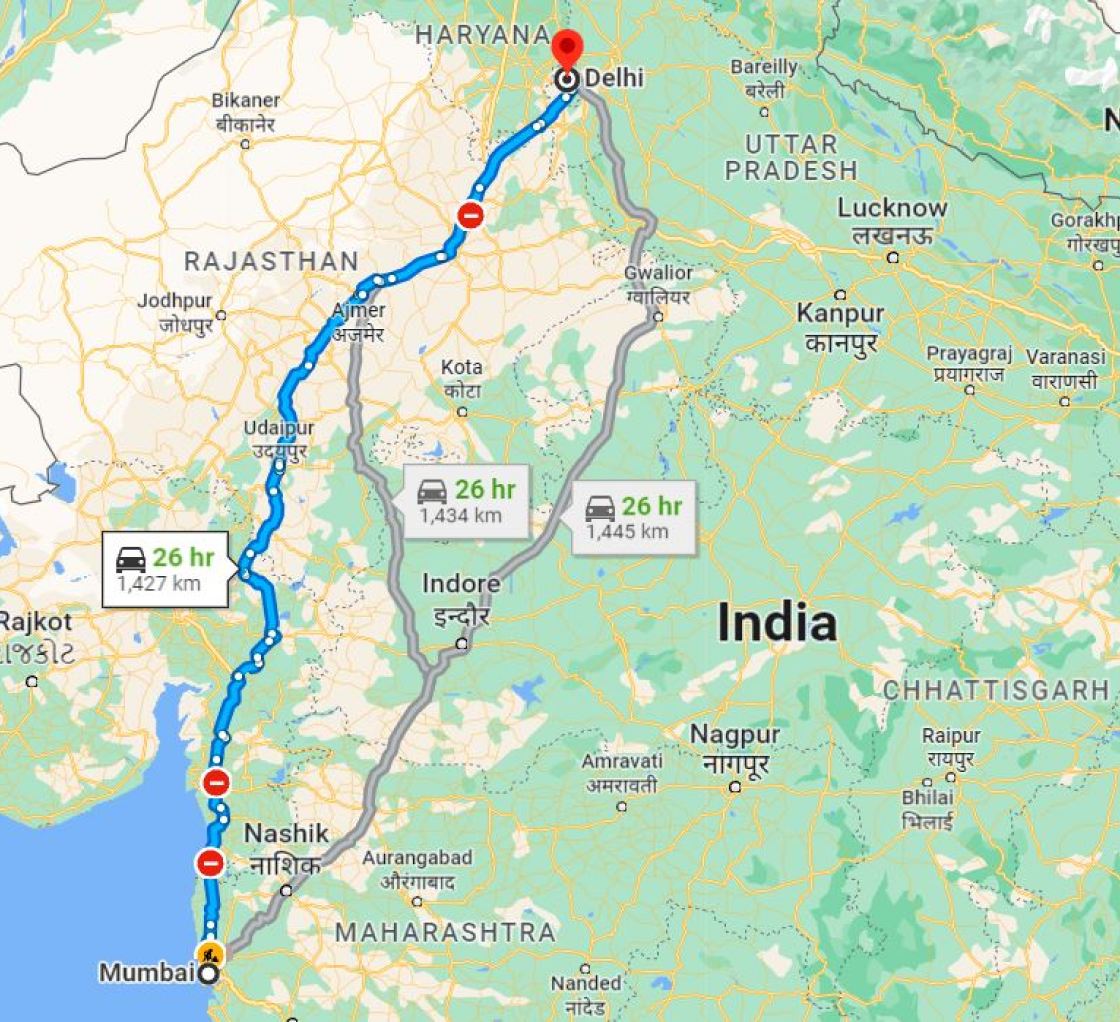 HARYANA
Delhi
Bareilly
बरेली
Bikaner
बीकानेर
UTTAR
PRADESH
Lucknow
लखनऊ
RAJASTHAN
Gwalior
ग्वालियर
Jodhpur
जोधपुर
Ajmer
अजमेर
Kanpur
कानपुर
Kota
कोटा
Prayagraj
प्रयागराज
Varanasi
वाराणसी
Udaipur
उदयपुर
26 hr
1,434 km
26 hr
1,445 km
26 hr
1,427 km
Indore
इन्दौर
India
Rajkot
CHHATTISGARH
Nagpur
नागपूर
Raipur
रायपुर
Amravati
अमरावती
Bhilai
भिलाई
Nashik
नाशिक
Aurangabad
औरंगाबाद
MAHARASHTRA
Mumbai
Nanded
नांदेड